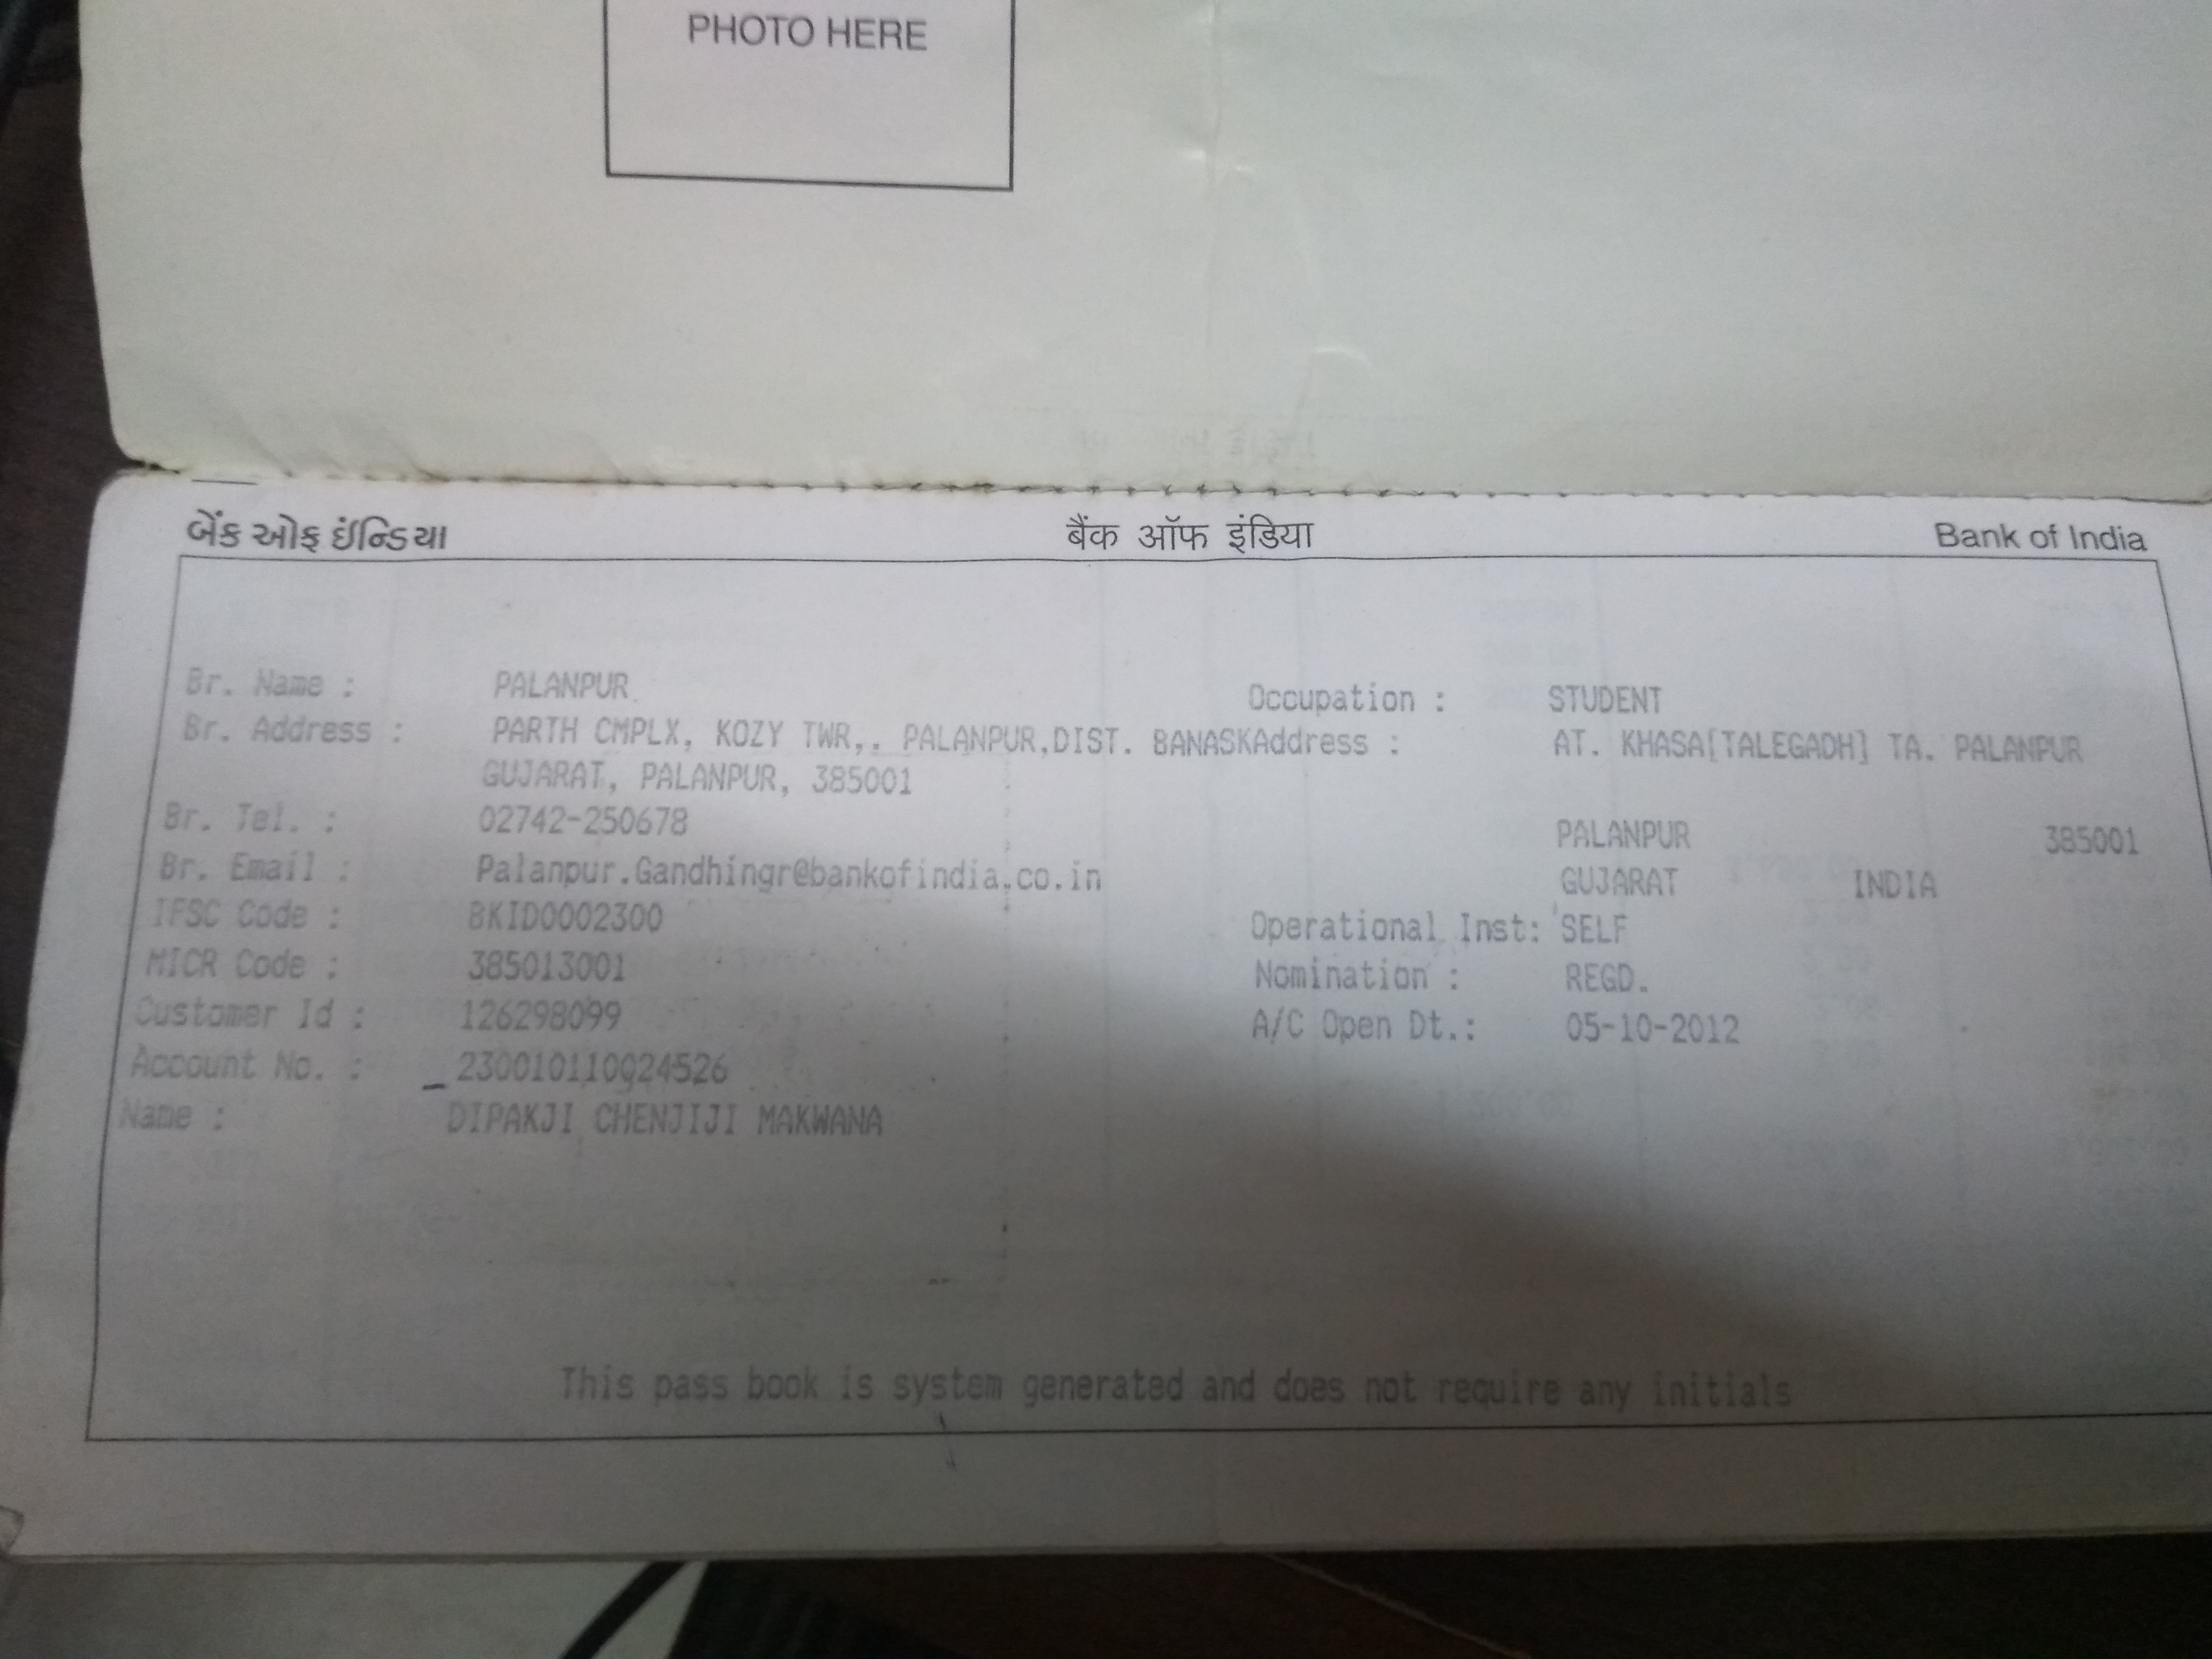 PHOTO HERE
બેંક ઓફ ઇન્ડિયા बैंक ऑफ इंडिया Bank of India
Br. Name : PALANPUR Occupation : STUDENT
Br. Address : PARTH CMPLX, KOZY TWR,. PALANPUR,DIST. BANASKAddress : AT. KHASA[TALEGADH] TA. PALANPUR
GUJARAT, PALANPUR, 385001
Br. Tel. : 02742-250678 PALANPUR 385001
Br. Email : Palanpur.Gandhingr@bankofindia.co.in GUJARAT INDIA
IFSC Code : BKID0002300 Operational Inst: SELF
MICR Code : 385013001 Nomination : REGD.
Customer Id : 126298099 A/C Open Dt.: 05-10-2012
Account No. : 230010110024526
Name : DIPAKJI CHENJIJI MAKWANA
This pass book is system generated and does not require any initials